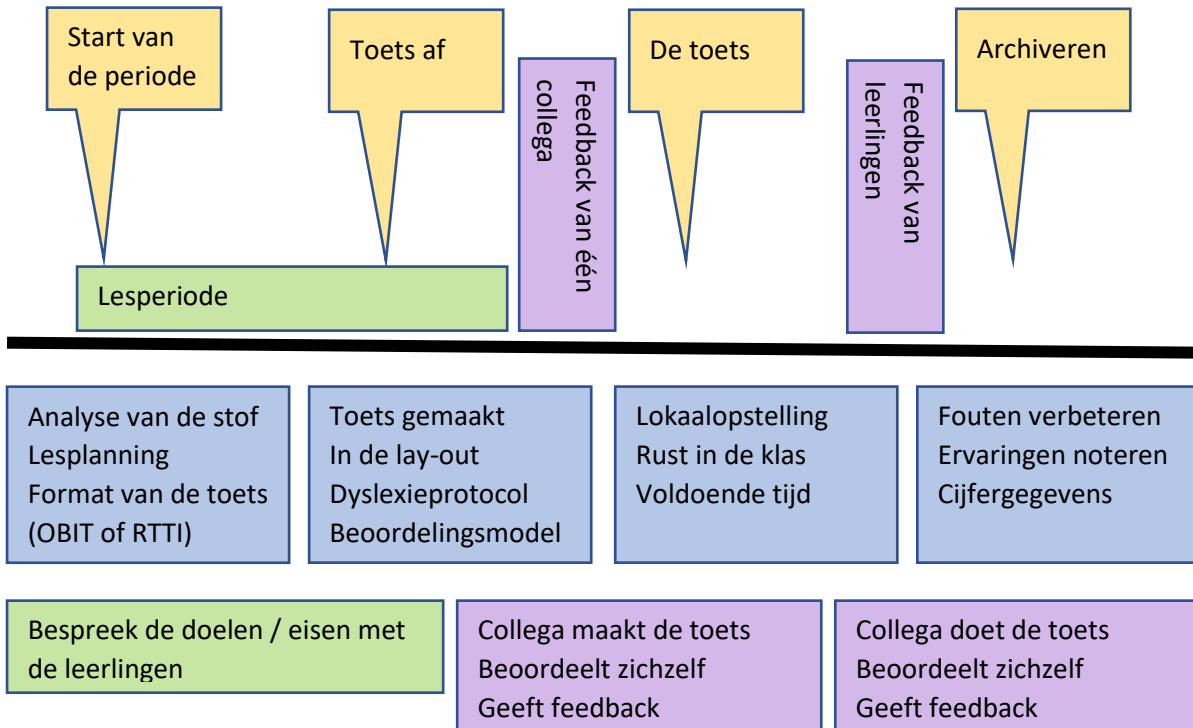 Start van
de periode
Toets af
Feedback van één
collega
De toets
Feedback van
leerlingen
Archiveren
Lesperiode
Analyse van de stof
Lesplanning
Format van de toets
(OBIT of RTTI)
Toets gemaakt
In de lay-out
Dyslexieprotocol
Beoordelingsmodel
Lokaalopstelling
Rust in de klas
Voldoende tijd
Fouten verbeteren
Ervaringen noteren
Cijfergegevens
Bespreek de doelen / eisen met
de leerlingen
Collega maakt de toets
Beoordeelt zichzelf
Geeft feedback
Collega doet de toets
Beoordeelt zichzelf
Geeft feedback